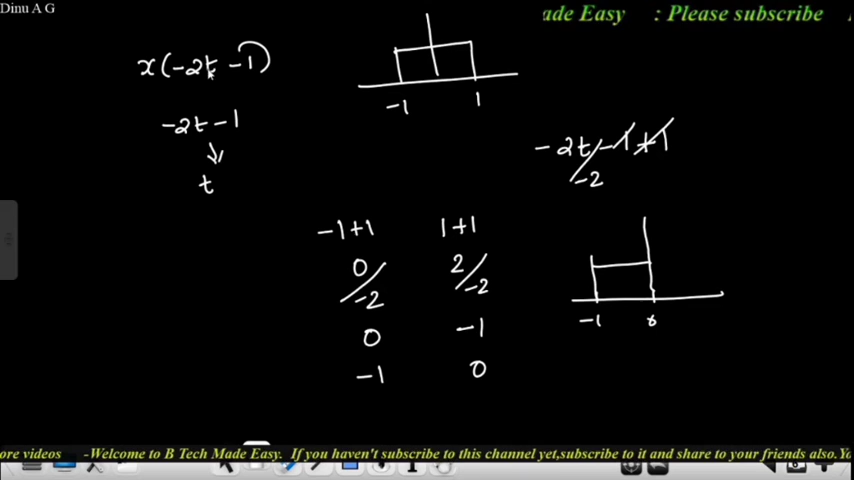 Dinu A G
ade Easy : Please subscribe
x(-2t -1)
-1 1
-2t -1
t
-2t/-2 -1 +1
-1+1 1+1
0/-2 2/-2
0 -1
-1 0
-1 0
ore videos -Welcome to B Tech Made Easy. If you haven't subscribe to this channel yet,subscribe to it and share to your friends also.Yo